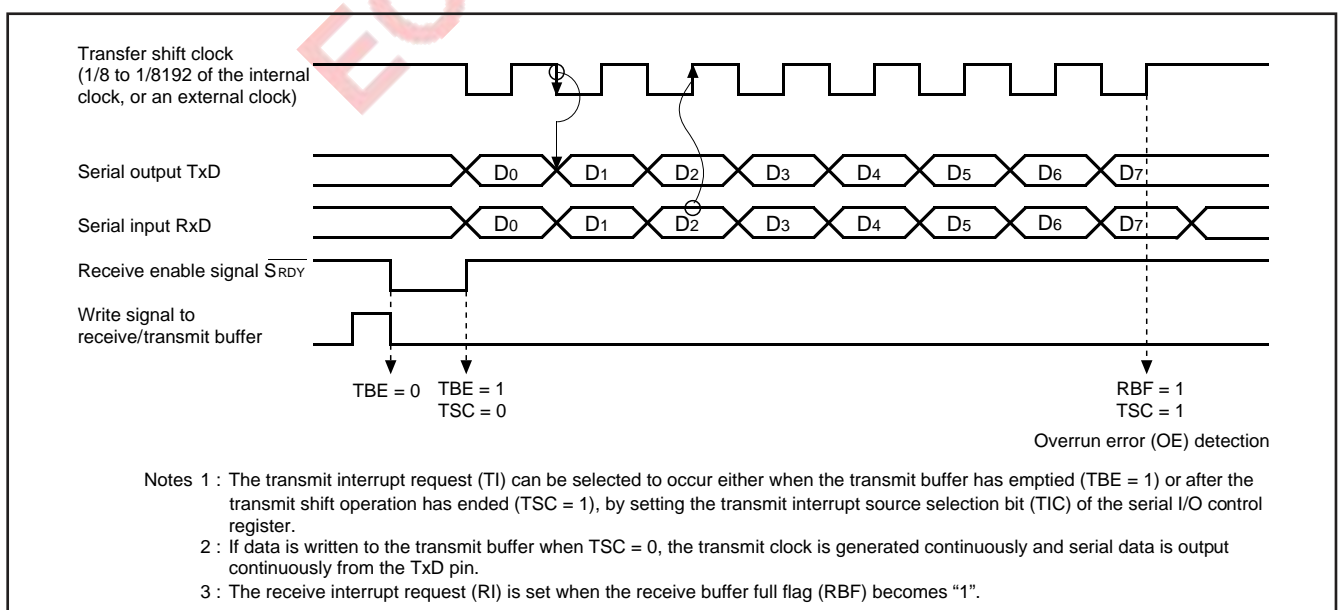 Transfer shift clock
(1/8 to 1/8192 of the internal
clock, or an external clock)
Serial output TxD
D0 D1 D2 D3 D4 D5 D6 D7
Serial input RxD
D0 D1 D2 D3 D4 D5 D6 D7
Receive enable signal SRDY
Write signal to
receive/transmit buffer
TBE = 0
TBE = 1
TSC = 0
RBF = 1
TSC = 1
Overrun error (OE) detection
Notes 1 : The transmit interrupt request (TI) can be selected to occur either when the transmit buffer has emptied (TBE = 1) or after the
transmit shift operation has ended (TSC = 1), by setting the transmit interrupt source selection bit (TIC) of the serial I/O control
register.
2 : If data is written to the transmit buffer when TSC = 0, the transmit clock is generated continuously and serial data is output
continuously from the TxD pin.
3 : The receive interrupt request (RI) is set when the receive buffer full flag (RBF) becomes “1”.